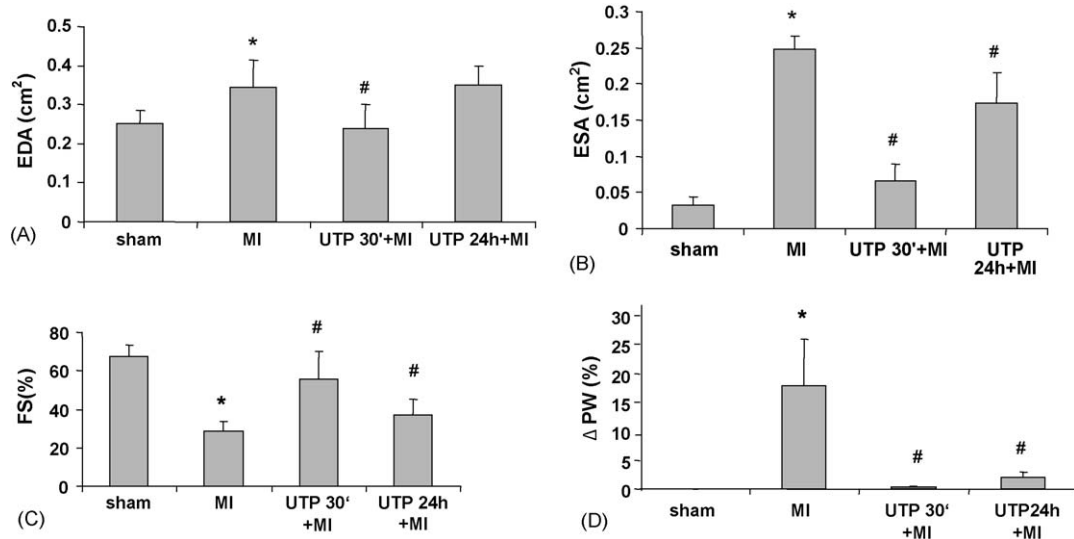 0.5
0.4
0.3
0.2
0.1
0
EDA (cm²)
*
#
sham MI UTP 30'+MI UTP 24h+MI
(A)
0.3
0.25
0.2
0.15
0.1
0.05
0
ESA (cm²)
*
#
#
sham MI UTP 30'+MI UTP
24h+MI
(B)
80
60
40
20
0
FS(%)
*
#
#
sham MI UTP 30‘ UTP 24h
+MI +MI
(C)
30
25
20
15
10
5
0
Δ PW (%)
*
#
#
sham MI UTP 30‘ UTP24h
+MI +MI
(D)